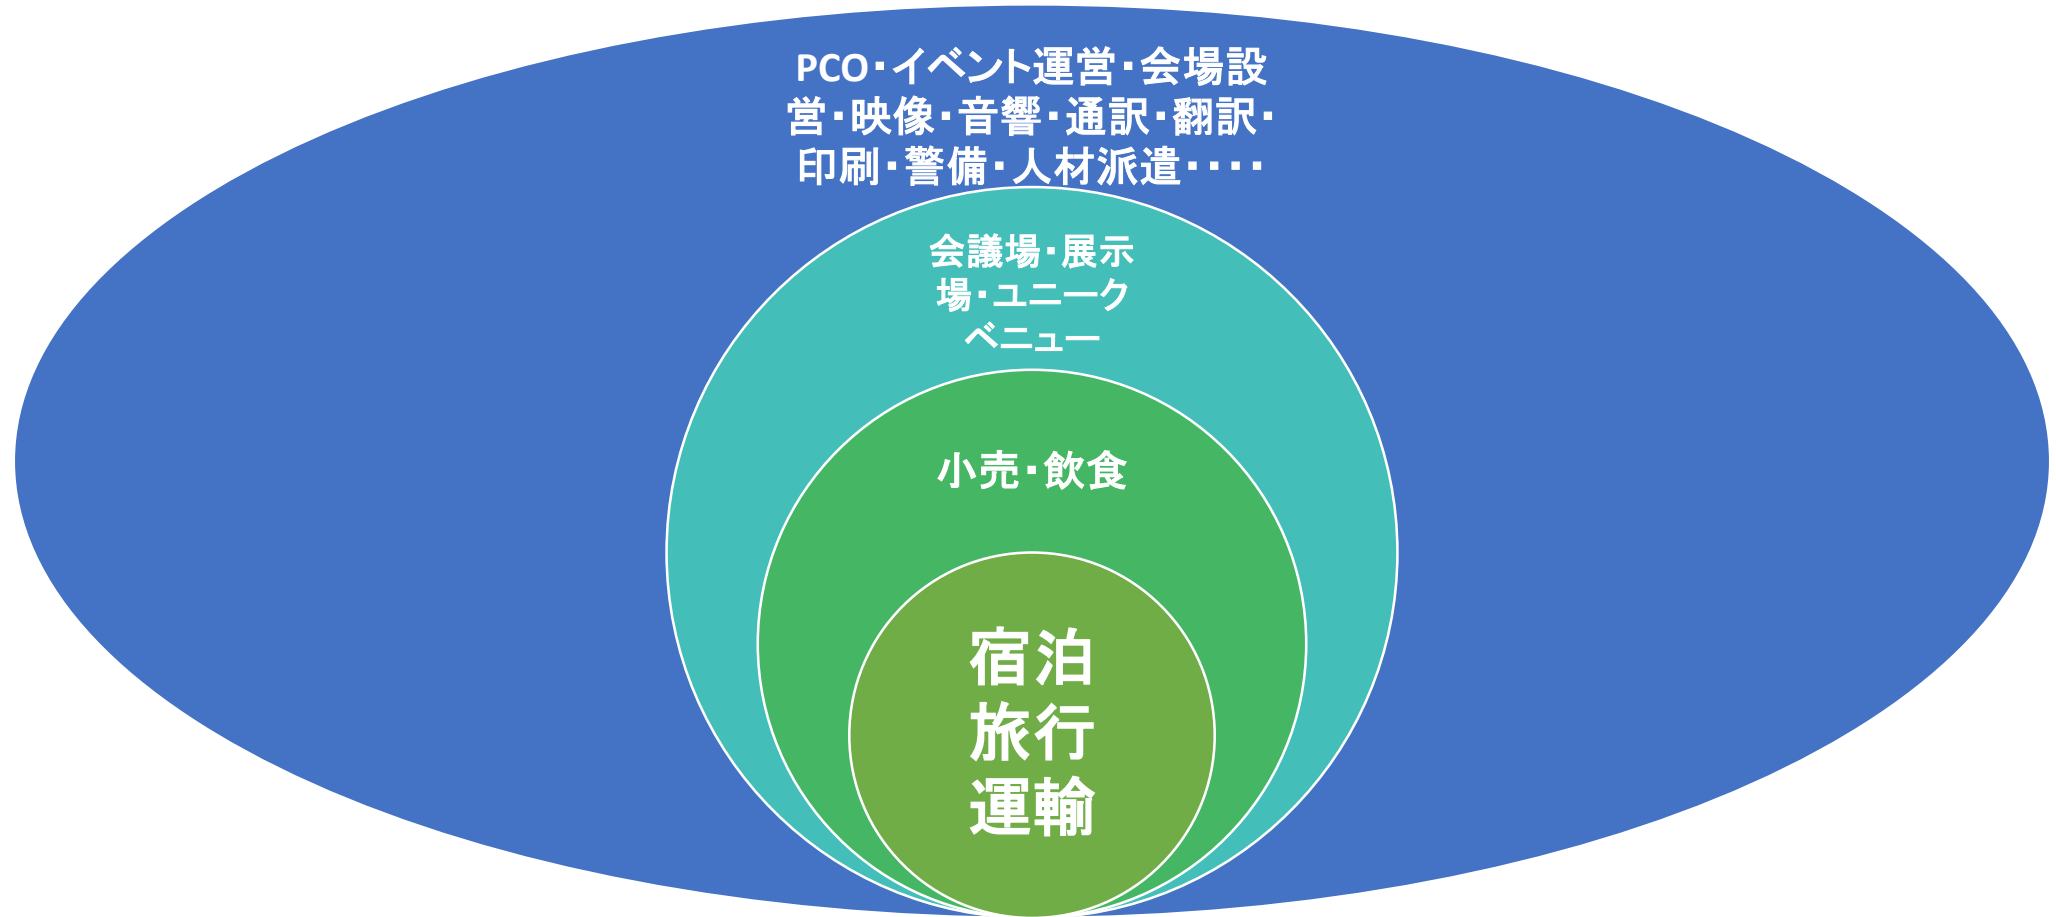 PCO・イベント運営・会場設
営・映像・音響・通訳・翻訳・
印刷・警備・人材派遣・・・・
会議場・展示
場・ユニーク
ベニュー
小売・飲食
宿泊
旅行
運輸